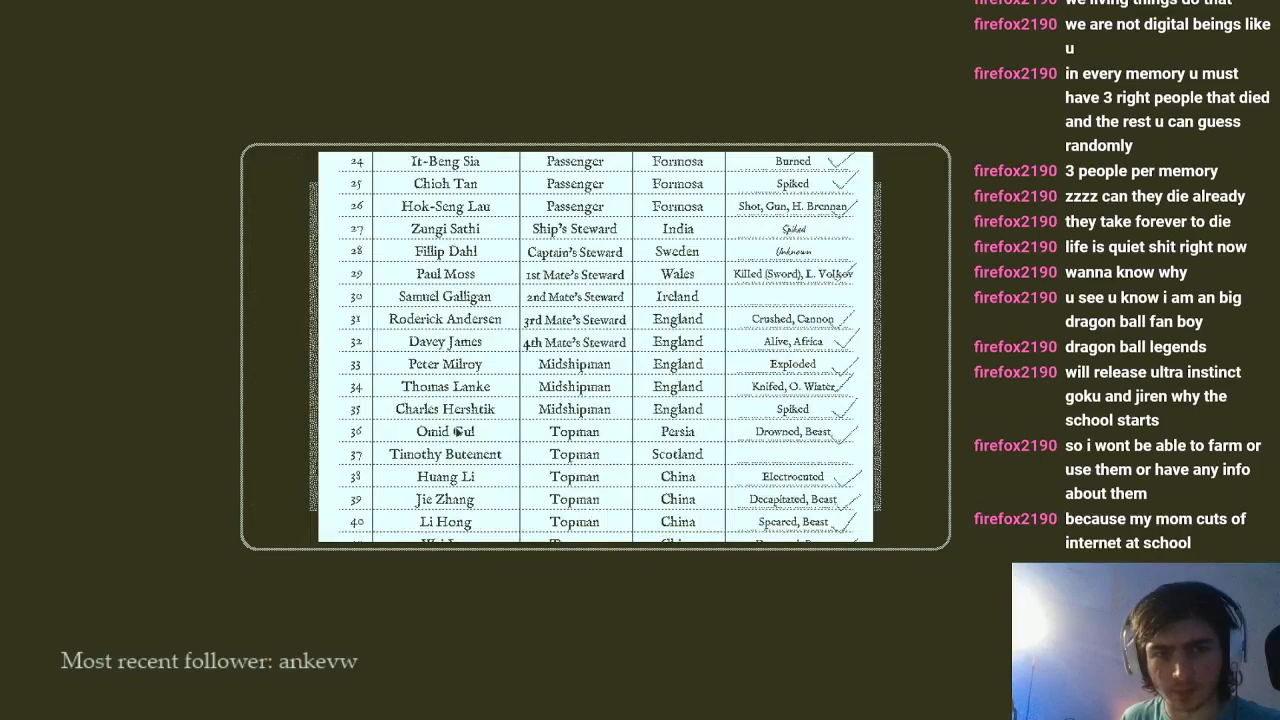 24 It-Beng Sia Passenger Formosa Burned
25 Chioh Tan Passenger Formosa Spiked
26 Hok-Seng Lau Passenger Formosa Shot, Gun, H. Brennan
27 Zungi Sathi Ship's Steward India Spiked
28 Fillip Dahl Captain's Steward Sweden Unknown
29 Paul Moss 1st Mate's Steward Wales Killed (Sword), L. Volkov
30 Samuel Galligan 2nd Mate's Steward Ireland
31 Roderick Andersen 3rd Mate's Steward England Crushed, Cannon
32 Davey James 4th Mate's Steward England Alive, Africa
33 Peter Milroy Midshipman England Exploded
34 Thomas Lanke Midshipman England Knifed, O. Wiater
35 Charles Hershtik Midshipman England Spiked
36 Omid Gul Topman Persia Drowned, Beast
37 Timothy Butement Topman Scotland
38 Huang Li Topman China Electrocuted
39 Jie Zhang Topman China Decapitated, Beast
40 Li Hong Topman China Speared, Beast
Most recent follower: ankevw
we living things do that
firefox2190 we are not digital beings like
u
firefox2190 in every memory u must
have 3 right people that died
and the rest u can guess
randomly
firefox2190 3 people per memory
firefox2190 zzzz can they die already
firefox2190 they take forever to die
firefox2190 life is quiet shit right now
firefox2190 wanna know why
firefox2190 u see u know i am an big
dragon ball fan boy
firefox2190 dragon ball legends
firefox2190 will release ultra instinct
goku and jiren why the
school starts
firefox2190 so i wont be able to farm or
use them or have any info
about them
firefox2190 because my mom cuts of
internet at school